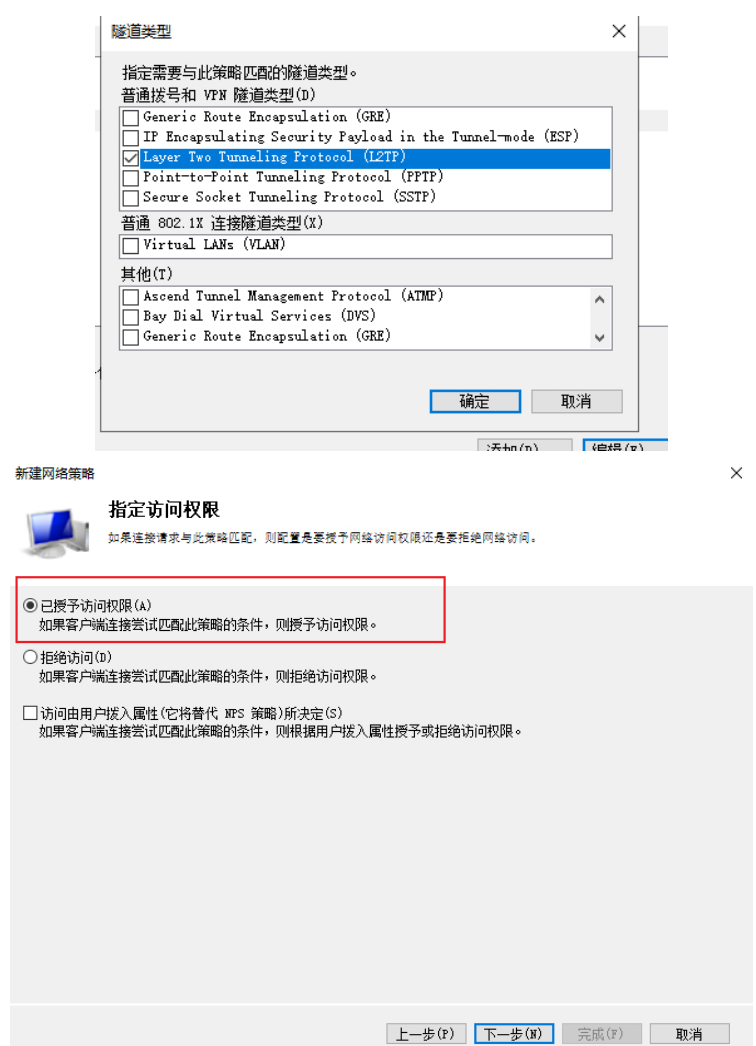 隧道类型
指定需要与此策略匹配的隧道类型。
普通拨号和 VPN 隧道类型(D)
Generic Route Encapsulation (GRE)
IP Encapsulating Security Payload in the Tunnel-mode (ESP)
Layer Two Tunneling Protocol (L2TP)
Point-to-Point Tunneling Protocol (PPTP)
Secure Socket Tunneling Protocol (SSTP)
普通 802.1X 连接隧道类型(X)
Virtual LANs (VLAN)
其他(T)
Ascend Tunnel Management Protocol (ATMP)
Bay Dial Virtual Services (DVS)
Generic Route Encapsulation (GRE)
确定 取消
添加(D) 编辑(E)
新建网络策略
指定访问权限
如果连接请求与此策略匹配，则配置是要授予网络访问权限还是要拒绝网络访问。
已授予访问权限(A)
如果客户端连接尝试匹配此策略的条件，则授予访问权限。
拒绝访问(D)
如果客户端连接尝试匹配此策略的条件，则拒绝访问权限。
访问由用户拨入属性(它将替代 NPS 策略)所决定(S)
如果客户端连接尝试匹配此策略的条件，则根据用户拨入属性授予或拒绝访问权限。
上一步(P) 下一步(N) 完成(F) 取消